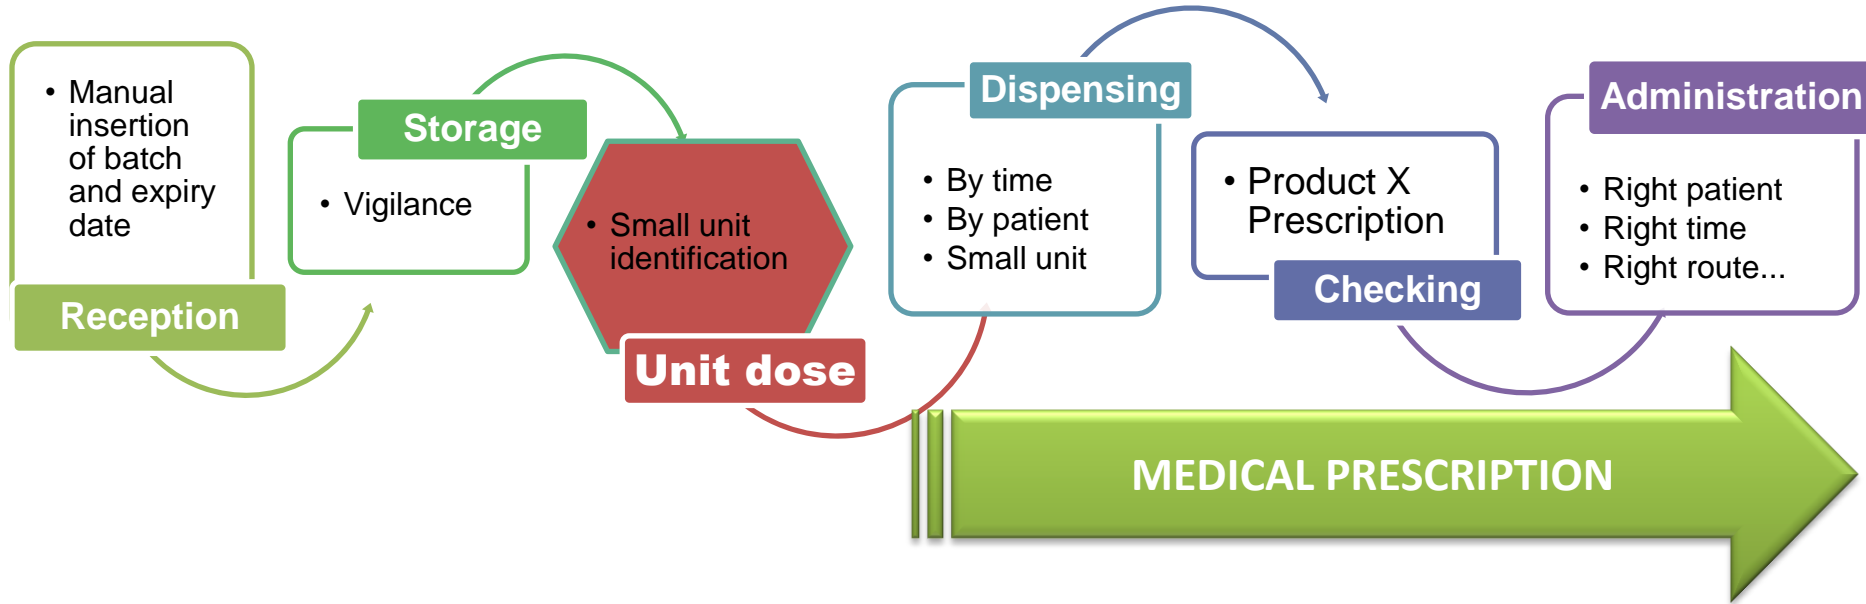 • Manual
insertion
of batch
and expiry
date
Reception
Storage
• Vigilance
• Small unit
identification
Unit dose
Dispensing
• By time
• By patient
• Small unit
• Product X
Prescription
Checking
Administration
• Right patient
• Right time
• Right route...
MEDICAL PRESCRIPTION